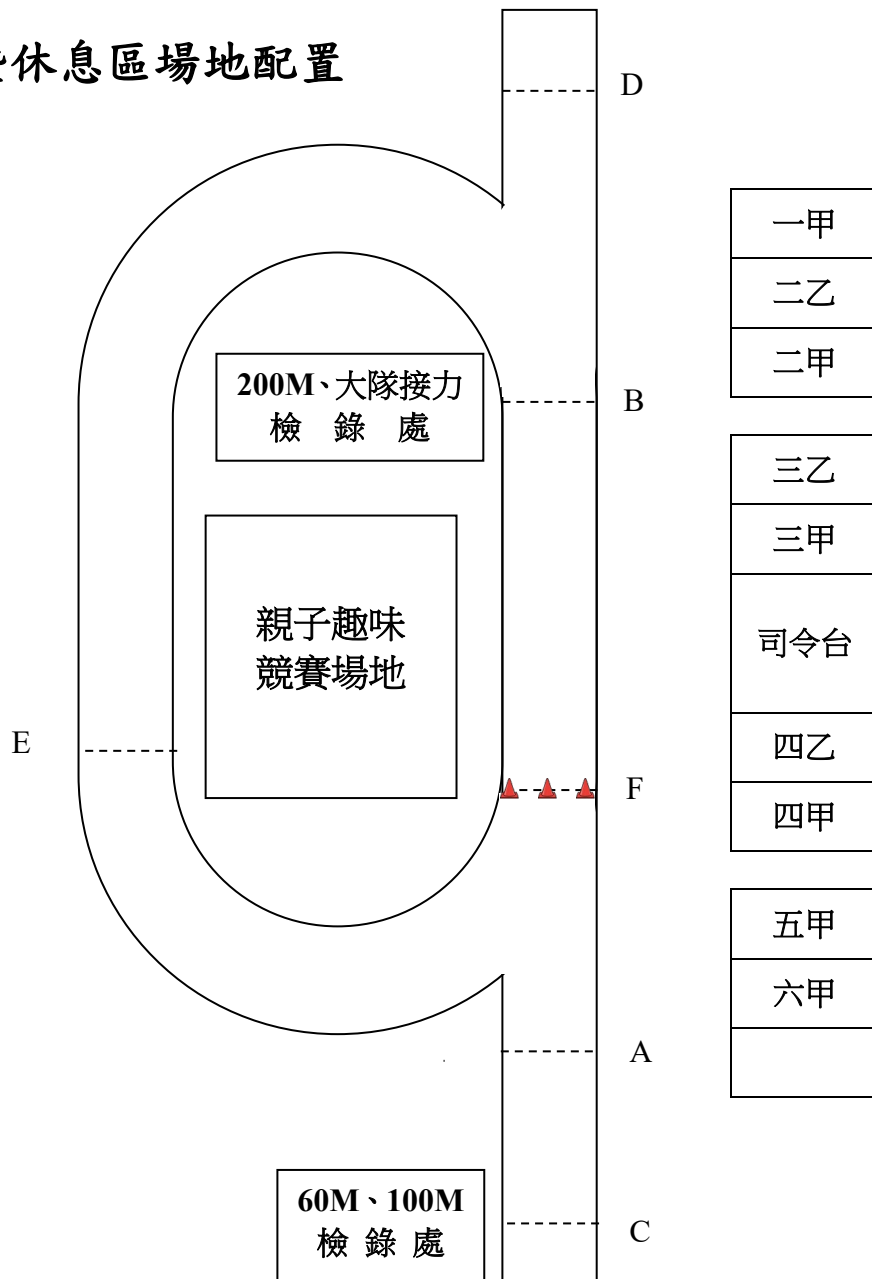 休息區場地配置
D
一甲
二乙
二甲
200M、大隊接力
檢 錄 處
B
三乙
三甲
親子趣味
競賽場地
司令台
E
四乙
F
四甲
五甲
六甲
A
60M、100M
檢 錄 處
C